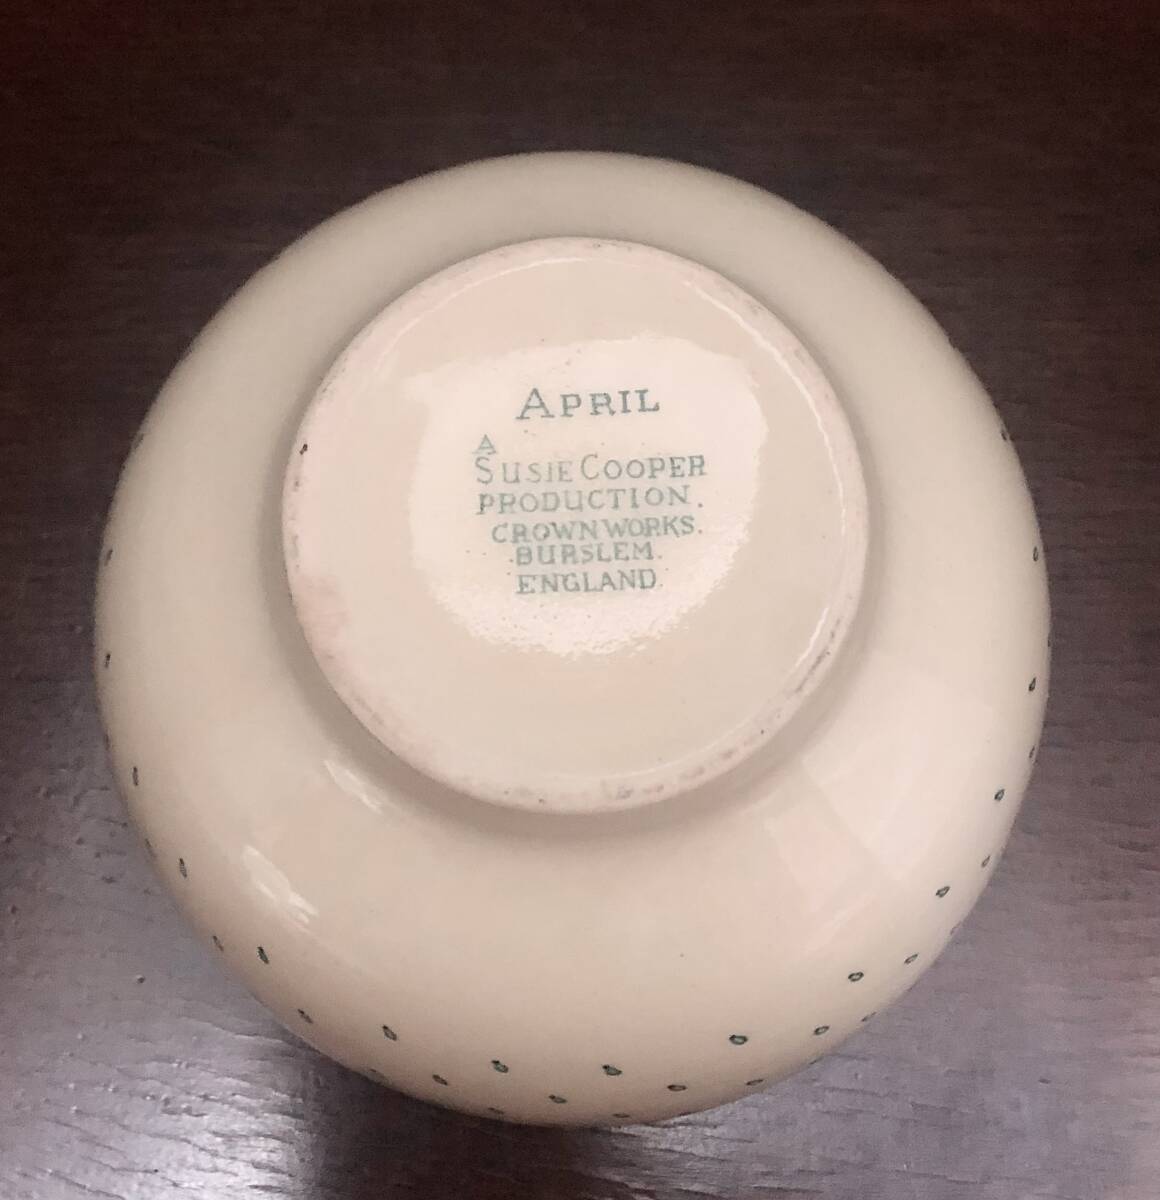 APRIL
A
SUSIE COOPER
PRODUCTION.
CROWN WORKS.
BURSLEM.
ENGLAND.